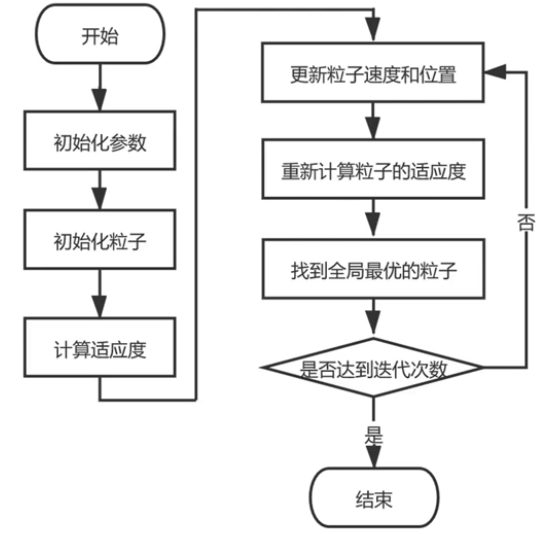 开始
初始化参数
初始化粒子
计算适应度
更新粒子速度和位置
重新计算粒子的适应度
找到全局最优的粒子
是否达到迭代次数
否
是
结束